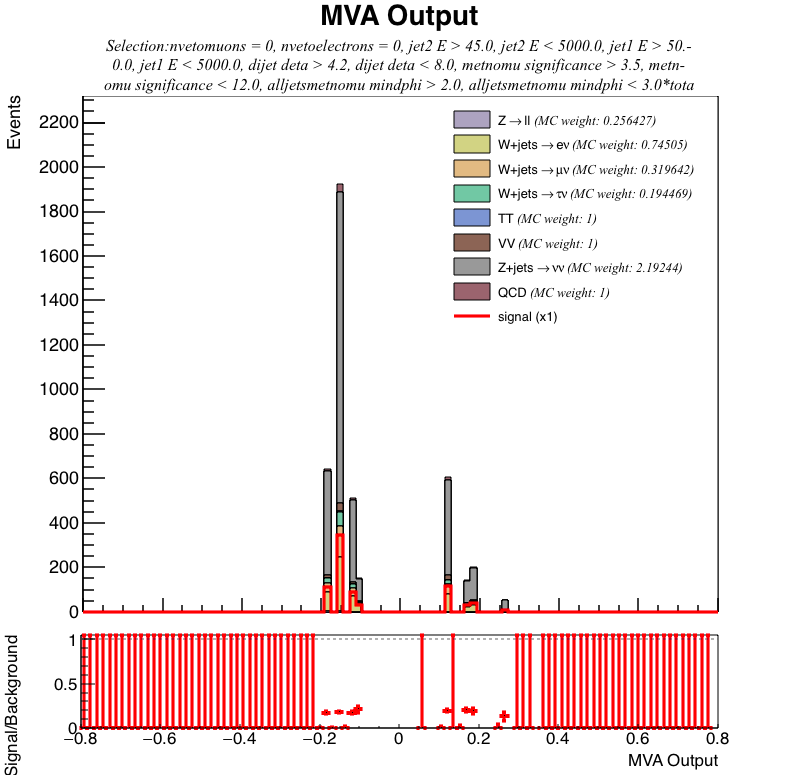 MVA Output
Selection:nvetomuons = 0, nvetoelectrons = 0, jet2 E > 45.0, jet2 E < 5000.0, jet1 E > 50.-
0.0, jet1 E < 5000.0, dijet deta > 4.2, dijet deta < 8.0, metnomu significance > 3.5, metn-
omu significance < 12.0, alljetsmetnomu mindphi > 2.0, alljetsmetnomu mindphi < 3.0*tota
Events
2200
2000
1800
1600
1400
1200
1000
800
600
400
200
0
Z→ll (MC weight: 0.256427)
W+jets→eν (MC weight: 0.74505)
W+jets→μν (MC weight: 0.319642)
W+jets→τν (MC weight: 0.194469)
TT (MC weight: 1)
VV (MC weight: 1)
Z+jets→νν (MC weight: 2.19244)
QCD (MC weight: 1)
signal (x1)
Signal/Background
1
0.5
0
−0.8 −0.6 −0.4 −0.2 0 0.2 0.4 0.6 0.8
MVA Output